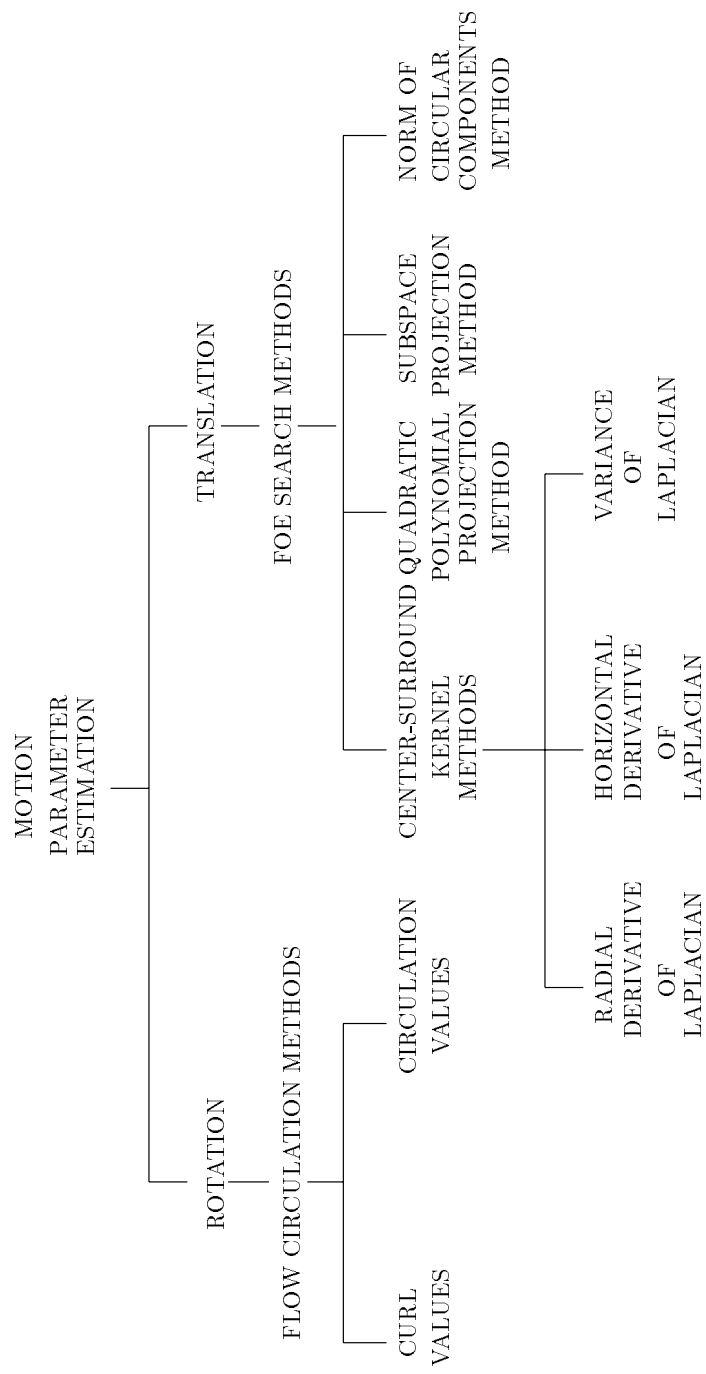 MOTION
PARAMETER
ESTIMATION
ROTATION
TRANSLATION
FLOW CIRCULATION METHODS
FOE SEARCH METHODS
CURL
VALUES
CIRCULATION
VALUES
CENTER-SURROUND
KERNEL
METHODS
QUADRATIC
POLYNOMIAL
PROJECTION
METHOD
SUBSPACE
PROJECTION
METHOD
NORM OF
CIRCULAR
COMPONENTS
METHOD
RADIAL
DERIVATIVE
OF
LAPLACIAN
HORIZONTAL
DERIVATIVE
OF
LAPLACIAN
VARIANCE
OF
LAPLACIAN